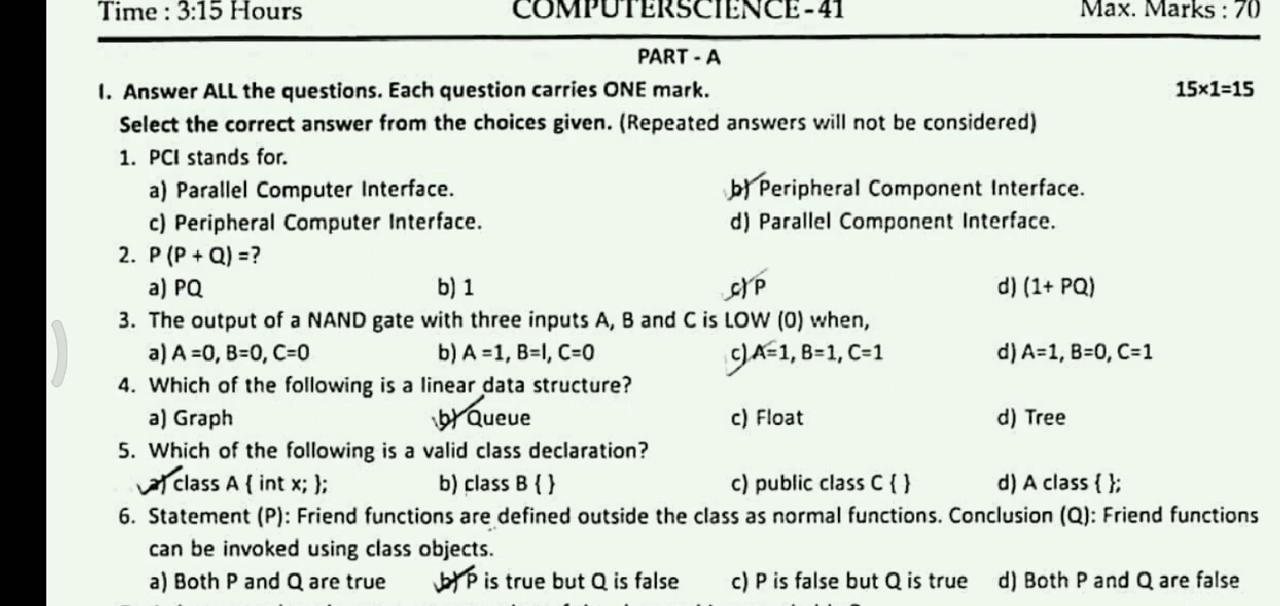 Time : 3:15 Hours COMPUTERSCIENCE-41 Max. Marks : 70
PART - A
I. Answer ALL the questions. Each question carries ONE mark. 15×1=15
Select the correct answer from the choices given. (Repeated answers will not be considered)
1. PCI stands for.
a) Parallel Computer Interface. b) Peripheral Component Interface.
c) Peripheral Computer Interface. d) Parallel Component Interface.
2. P (P + Q) =?
a) PQ b) 1 c) P d) (1+ PQ)
3. The output of a NAND gate with three inputs A, B and C is LOW (0) when,
a) A =0, B=0, C=0 b) A =1, B=I, C=0 c) A=1, B=1, C=1 d) A=1, B=0, C=1
4. Which of the following is a linear data structure?
a) Graph b) Queue c) Float d) Tree
5. Which of the following is a valid class declaration?
a) class A { int x; }; b) class B { } c) public class C { } d) A class { };
6. Statement (P): Friend functions are defined outside the class as normal functions. Conclusion (Q): Friend functions
can be invoked using class objects.
a) Both P and Q are true b) P is true but Q is false c) P is false but Q is true d) Both P and Q are false